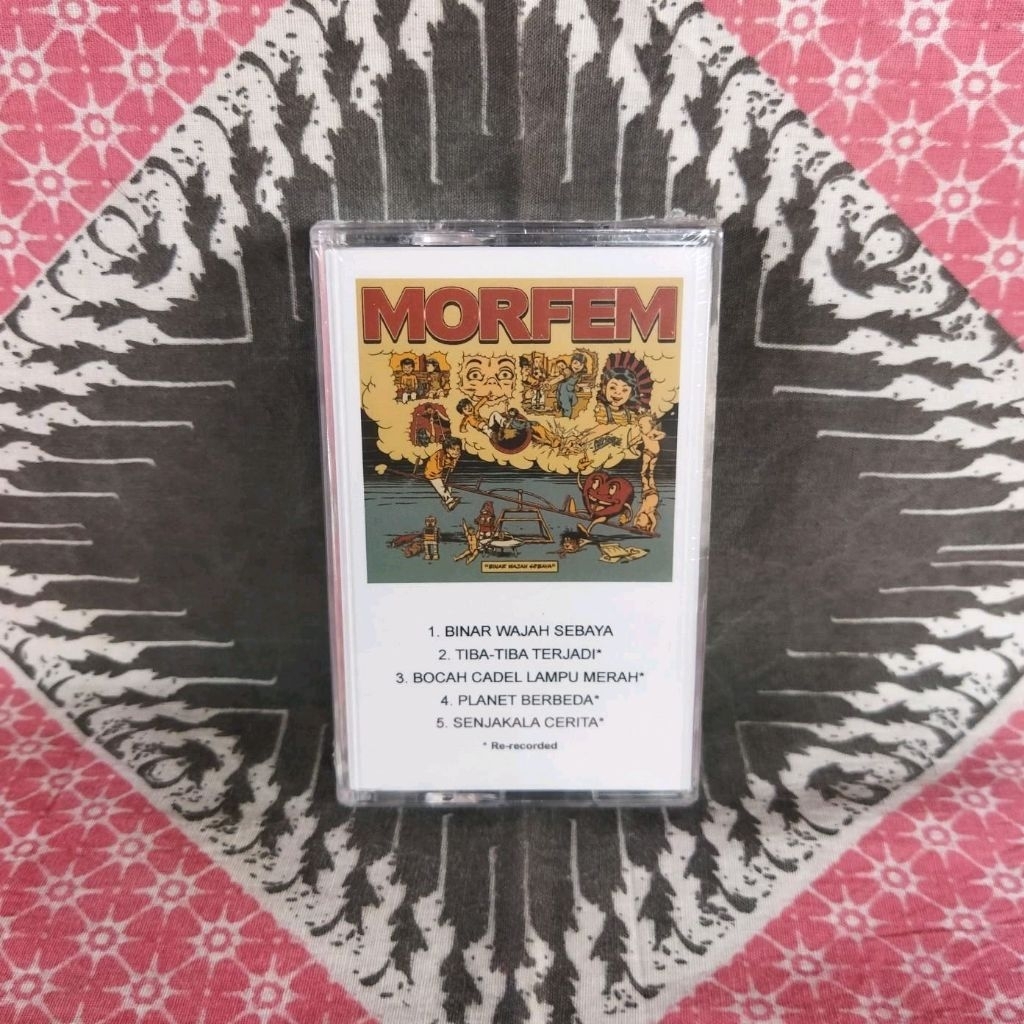 MORFEM
"BINAR WAJAH SEBAYA"
1. BINAR WAJAH SEBAYA
2. TIBA-TIBA TERJADI*
3. BOCAH CADEL LAMPU MERAH*
4. PLANET BERBEDA*
5. SENJAKALA CERITA*
* Re-recorded